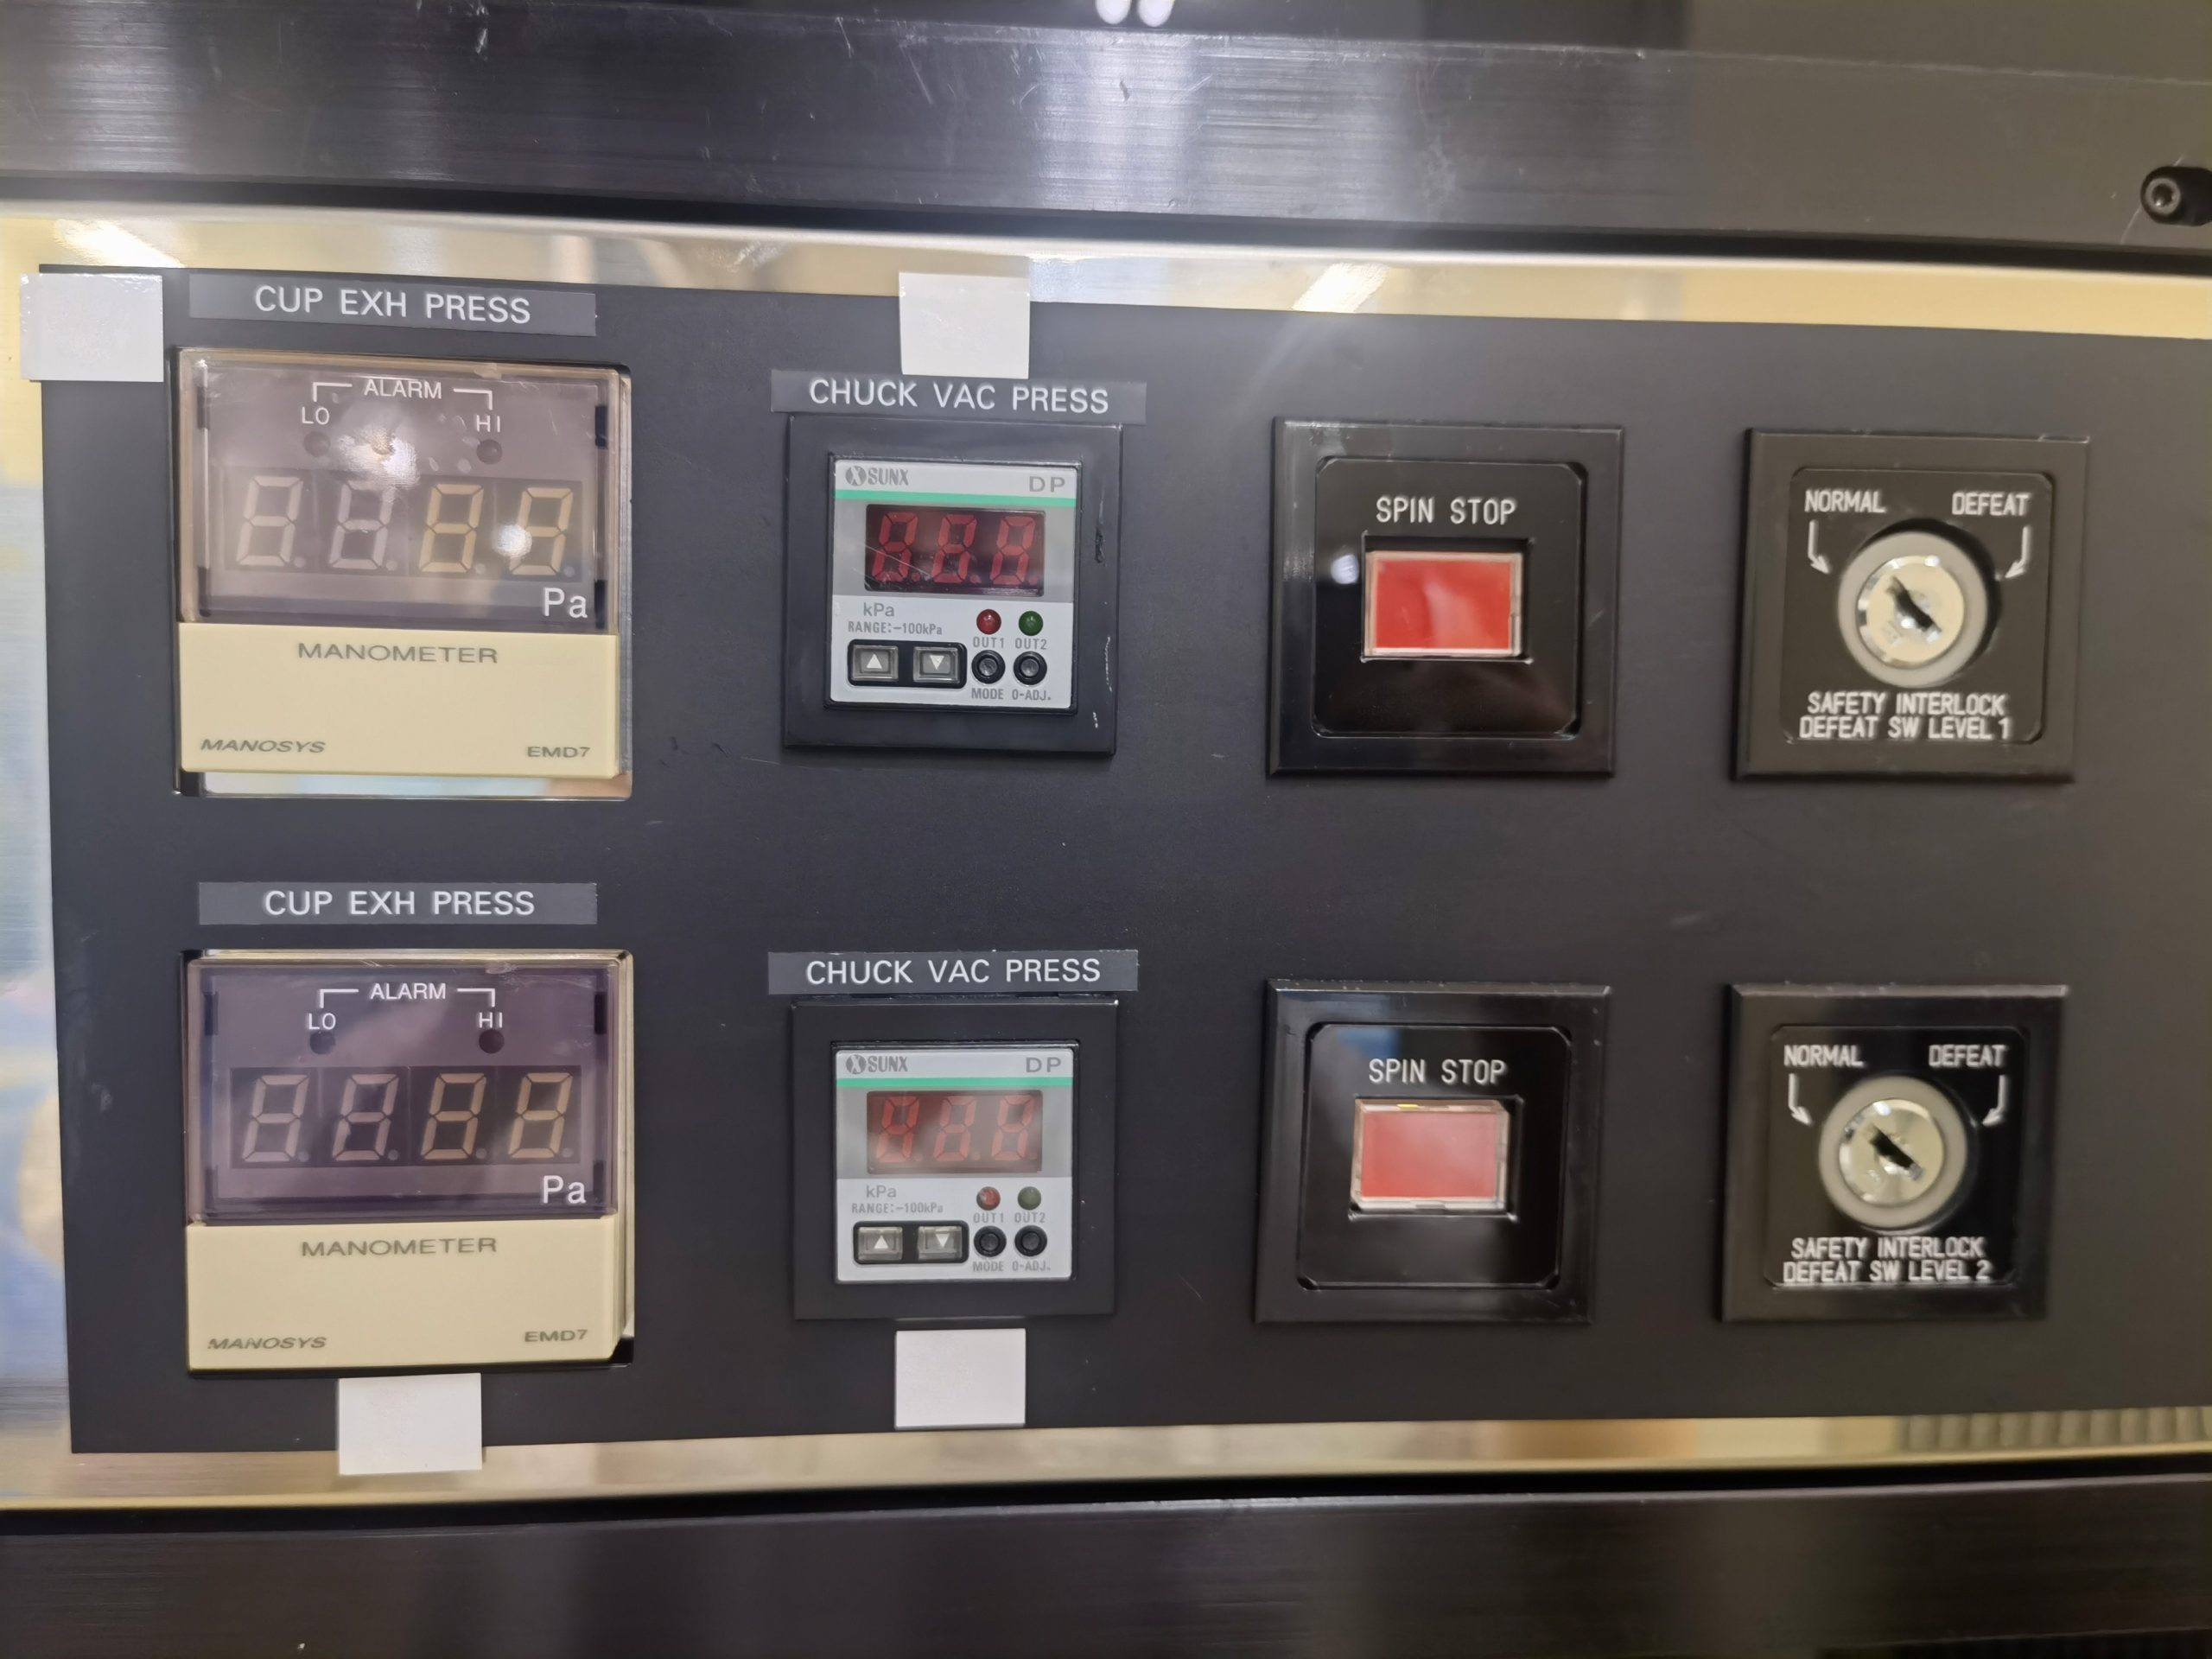 CUP EXH PRESS
ALARM
LO HI
Pa
MANOMETER
MANOSYS EMD7
CHUCK VAC PRESS
SUNX DP
kPa
RANGE:-100kPa
OUT1 OUT2
MODE 0-ADJ.
SPIN STOP
NORMAL DEFEAT
SAFETY INTERLOCK
DEFEAT SW LEVEL 1
CUP EXH PRESS
ALARM
LO HI
Pa
MANOMETER
MANOSYS EMD7
CHUCK VAC PRESS
SUNX DP
kPa
RANGE:-100kPa
OUT1 OUT2
MODE 0-ADJ.
SPIN STOP
NORMAL DEFEAT
SAFETY INTERLOCK
DEFEAT SW LEVEL 2